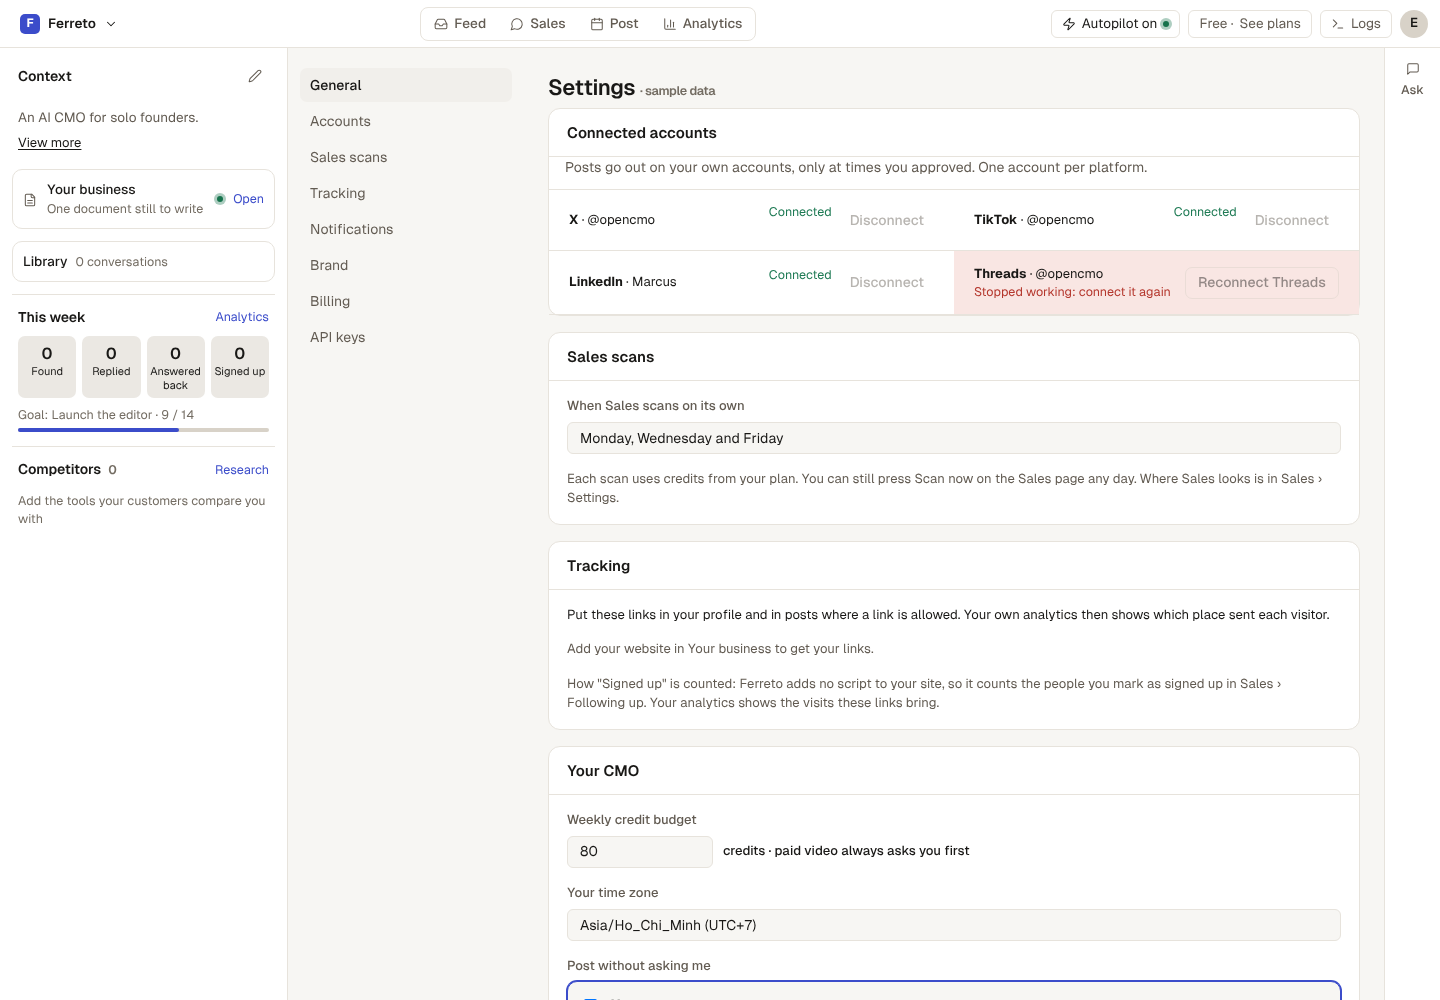 F Ferreto
Feed
Sales
Post
Analytics
Autopilot on
Free · See plans
Logs
E
Context
An AI CMO for solo founders.
View more
Your business
One document still to write
Open
Library 0 conversations
This week
Analytics
0 Found
0 Replied
0 Answered back
0 Signed up
Goal: Launch the editor · 9 / 14
Competitors 0
Research
Add the tools your customers compare you
with
General
Accounts
Sales scans
Tracking
Notifications
Brand
Billing
API keys
Settings · sample data
Connected accounts
Posts go out on your own accounts, only at times you approved. One account per platform.
X · @opencmo
Connected
Disconnect
TikTok · @opencmo
Connected
Disconnect
LinkedIn · Marcus
Connected
Disconnect
Threads · @opencmo
Stopped working: connect it again
Reconnect Threads
Sales scans
When Sales scans on its own
Monday, Wednesday and Friday
Each scan uses credits from your plan. You can still press Scan now on the Sales page any day. Where Sales looks is in Sales ›
Settings.
Tracking
Put these links in your profile and in posts where a link is allowed. Your own analytics then shows which place sent each visitor.
Add your website in Your business to get your links.
How "Signed up" is counted: Ferreto adds no script to your site, so it counts the people you mark as signed up in Sales ›
Following up. Your analytics shows the visits these links bring.
Your CMO
Weekly credit budget
80
credits · paid video always asks you first
Your time zone
Asia/Ho_Chi_Minh (UTC+7)
Post without asking me
Ask